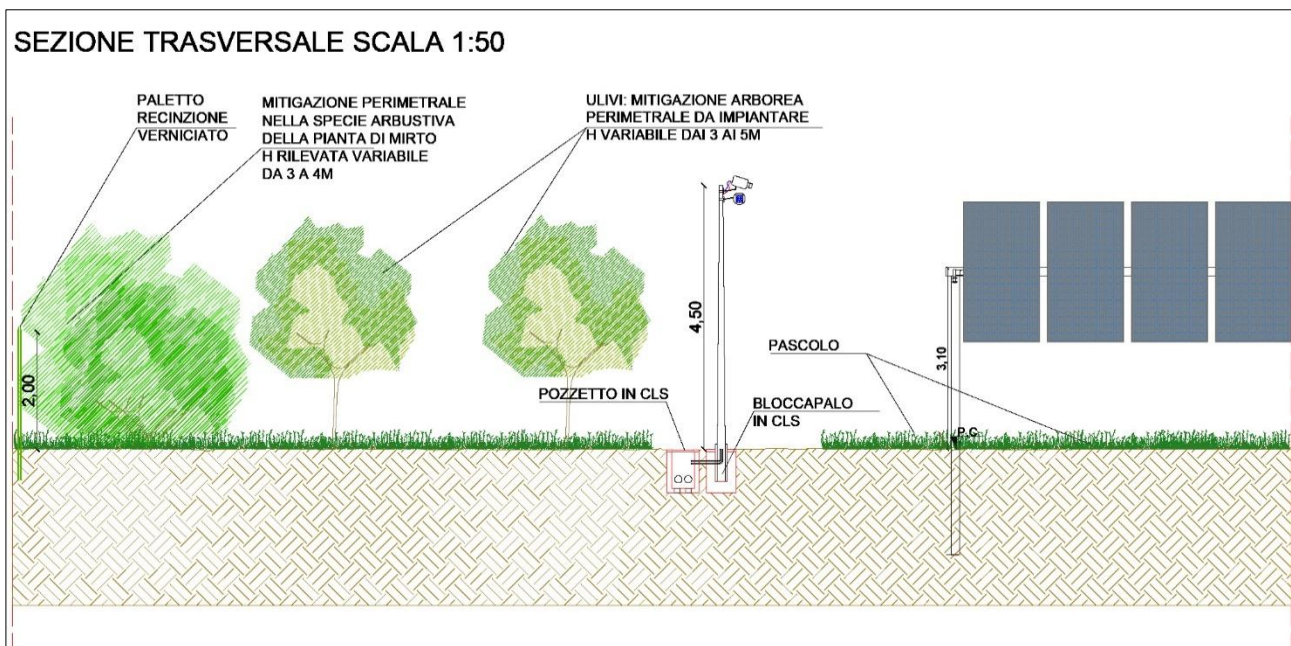 SEZIONE TRASVERSALE SCALA 1:50
PALETTO
RECINZIONE
VERNICIATO
MITIGAZIONE PERIMETRALE
NELLA SPECIE ARBUSTIVA
DELLA PIANTA DI MIRTO
H RILEVATA VARIABILE
DA 3 A 4M
ULIVI: MITIGAZIONE ARBOREA
PERIMETRALE DA IMPIANTARE
H VARIABILE DAI 3 AI 5M
2,00
4,50
POZZETTO IN CLS
BLOCCAPALO
IN CLS
PASCOLO
3,10
P.C